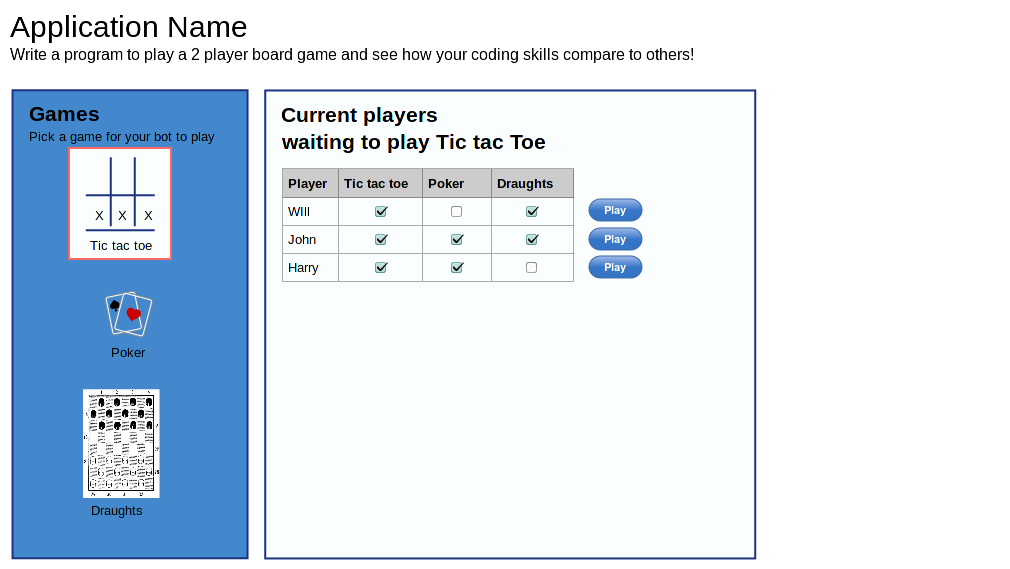 Application Name
Write a program to play a 2 player board game and see how your coding skills compare to others!
Games
Pick a game for your bot to play
X X X
Tic tac toe
Poker
Draughts
Current players
waiting to play Tic tac Toe
Player Tic tac toe Poker Draughts
WIll Play
John Play
Harry Play